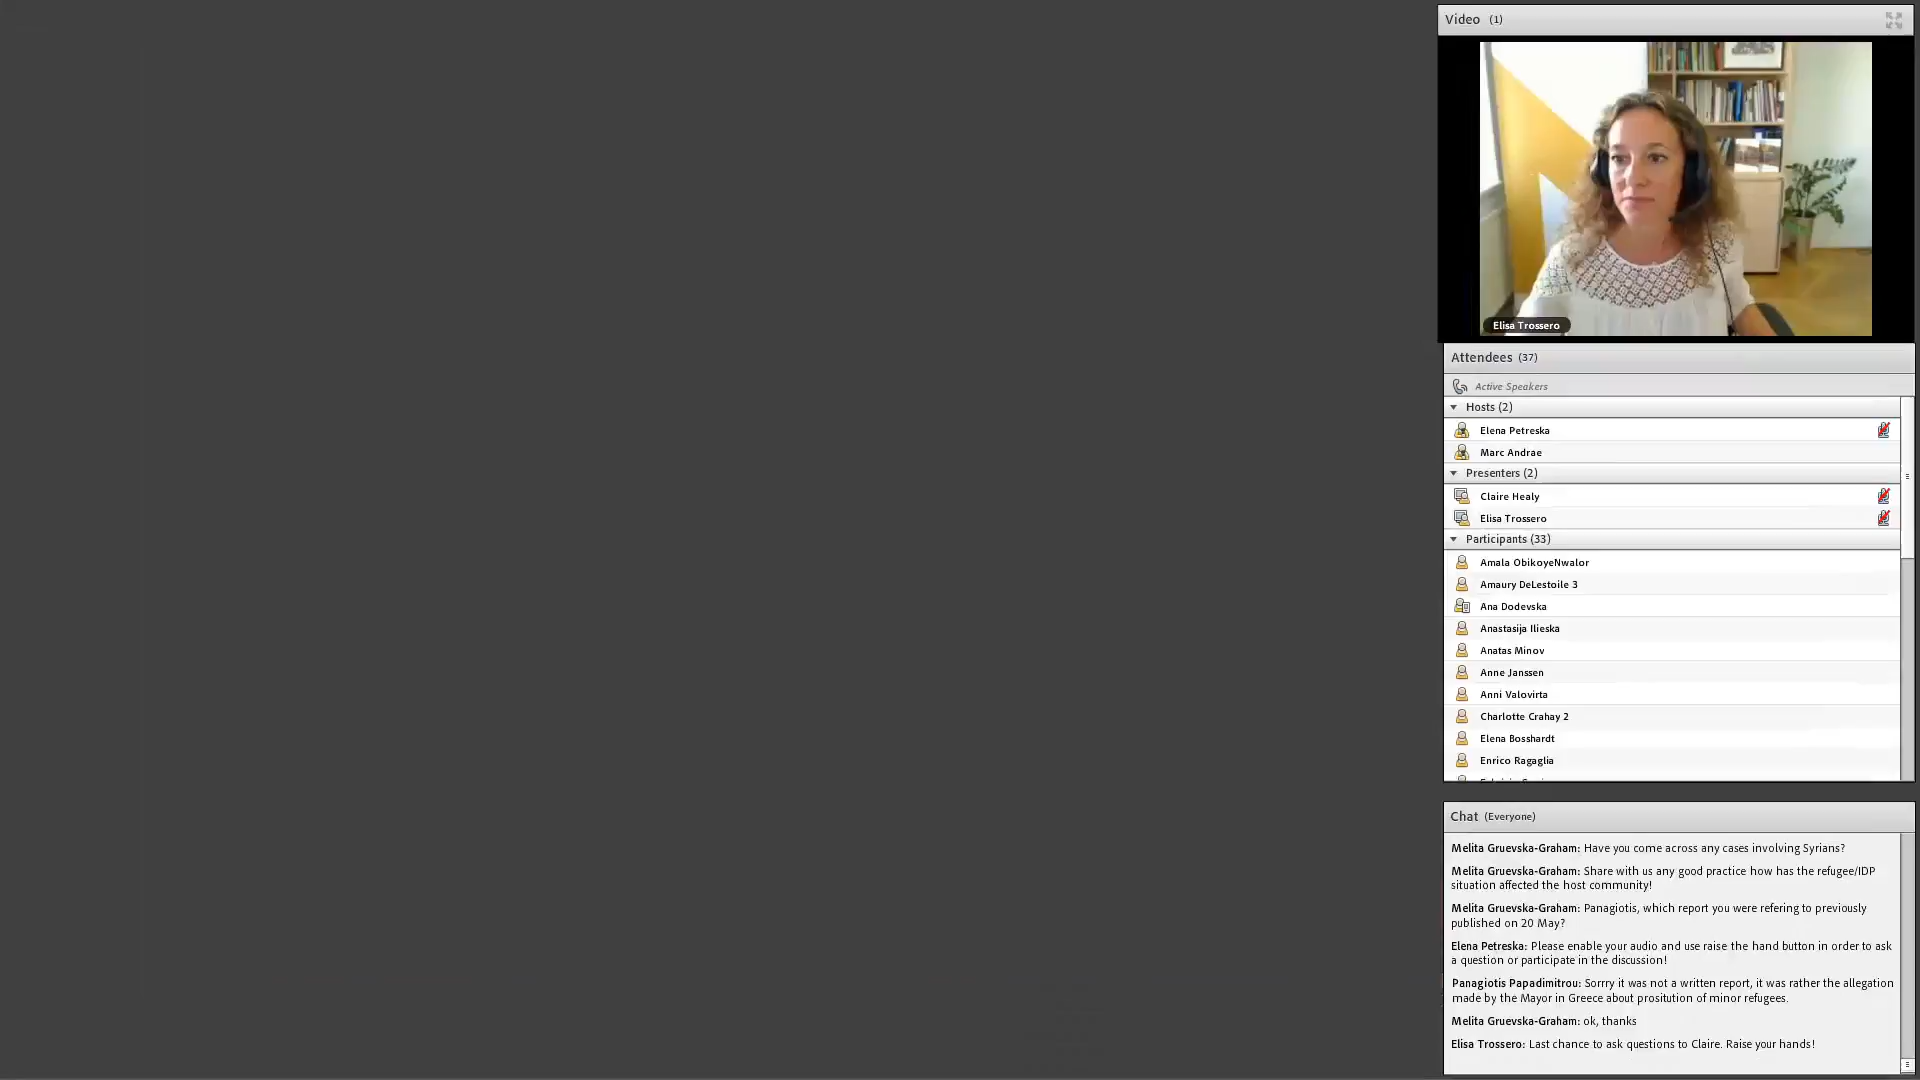 Video (1)
Elisa Trossero
Attendees (37)
Active Speakers
Hosts (2)
Elena Petreska
Marc Andrae
Presenters (2)
Claire Healy
Elisa Trossero
Participants (33)
Amala ObikoyeNwalor
Amaury DeLestoile 3
Ana Dodevska
Anastasija Ilieska
Anatas Minov
Anne Janssen
Anni Valovirta
Charlotte Crahay 2
Elena Bosshardt
Enrico Ragaglia
Chat (Everyone)
Melita Gruevska-Graham: Have you come across any cases involving Syrians?
Melita Gruevska-Graham: Share with us any good practice how has the refugee/IDP
situation affected the host community!
Melita Gruevska-Graham: Panagiotis, which report you were refering to previously
published on 20 May?
Elena Petreska: Please enable your audio and use raise the hand button in order to ask
a question or participate in the discussion!
Panagiotis Papadimitrou: Sorrry it was not a written report, it was rather the allegation
made by the Mayor in Greece about prositution of minor refugees.
Melita Gruevska-Graham: ok, thanks
Elisa Trossero: Last chance to ask questions to Claire. Raise your hands!